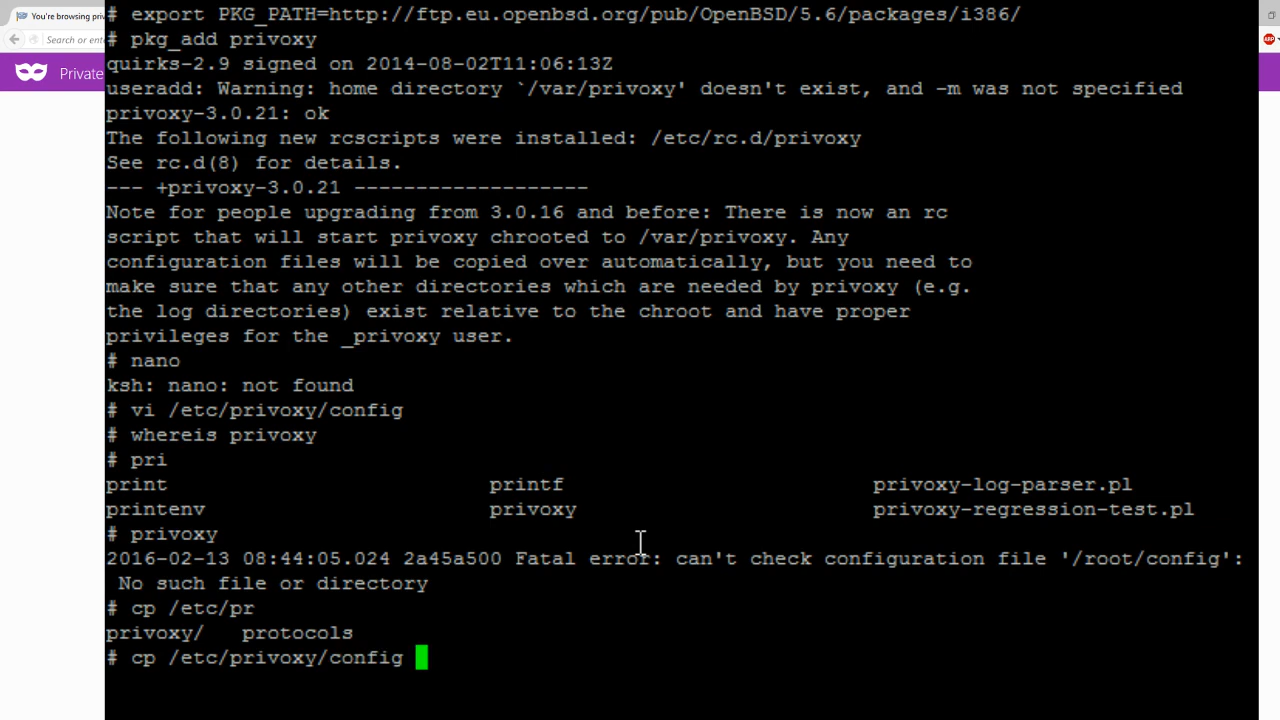 # export PKG_PATH=http://ftp.eu.openbsd.org/pub/OpenBSD/5.6/packages/i386/
# pkg_add privoxy
quirks-2.9 signed on 2014-08-02T11:06:13Z
useradd: Warning: home directory `/var/privoxy' doesn't exist, and -m was not specified
privoxy-3.0.21: ok
The following new rcscripts were installed: /etc/rc.d/privoxy
See rc.d(8) for details.
--- +privoxy-3.0.21 -------------------
Note for people upgrading from 3.0.16 and before: There is now an rc
script that will start privoxy chrooted to /var/privoxy. Any
configuration files will be copied over automatically, but you need to
make sure that any other directories which are needed by privoxy (e.g.
the log directories) exist relative to the chroot and have proper
privileges for the _privoxy user.
# nano
ksh: nano: not found
# vi /etc/privoxy/config
# whereis privoxy
# pri
print printf privoxy-log-parser.pl
printenv privoxy privoxy-regression-test.pl
# privoxy
2016-02-13 08:44:05.024 2a45a500 Fatal error: can't check configuration file '/root/config':
No such file or directory
# cp /etc/pr
privoxy/ protocols
# cp /etc/privoxy/config
You're browsing priv
Search or ente
Private
ABP